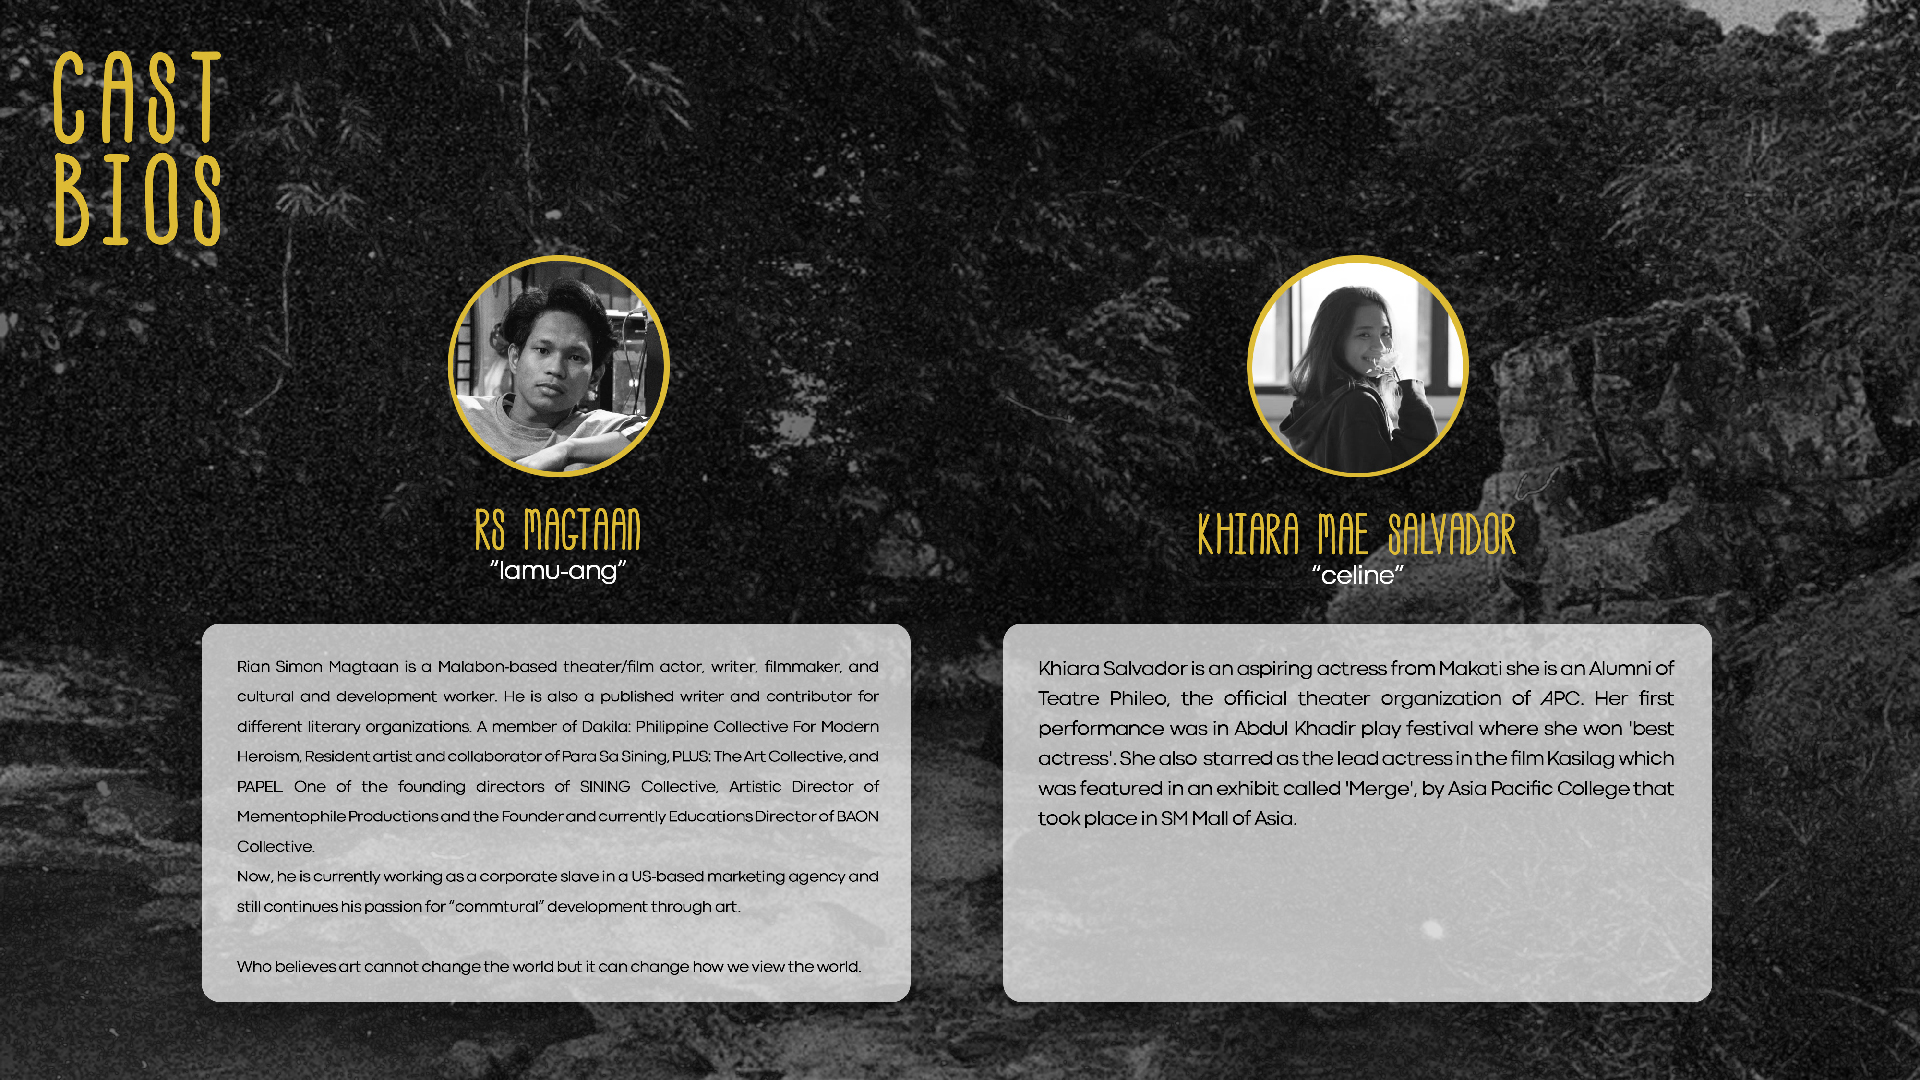 CAST
BIOS
RS MAGTAAN
"lamu-ang"
Rian Simon Magtaan is a Malabon-based theater/film actor, writer, filmmaker, and
cultural and development worker. He is also a published writer and contributor for
different literary organizations. A member of Dakila: Philippine Collective For Modern
Heroism, Resident artist and collaborator of Para Sa Sining, PLUS: The Art Collective, and
PAPEL. One of the founding directors of SINING Collective, Artistic Director of
Mementophile Productions and the Founder and currently Educations Director of BAON
Collective.
Now, he is currently working as a corporate slave in a US-based marketing agency and
still continues his passion for “commtural” development through art.
Who believes art cannot change the world but it can change how we view the world.
KHIARA MAE SALVADOR
"celine"
Khiara Salvador is an aspiring actress from Makati she is an Alumni of
Teatre Phileo, the official theater organization of APC. Her first
performance was in Abdul Khadir play festival where she won 'best
actress'. She also starred as the lead actress in the film Kasilag which
was featured in an exhibit called 'Merge', by Asia Pacific College that
took place in SM Mall of Asia.